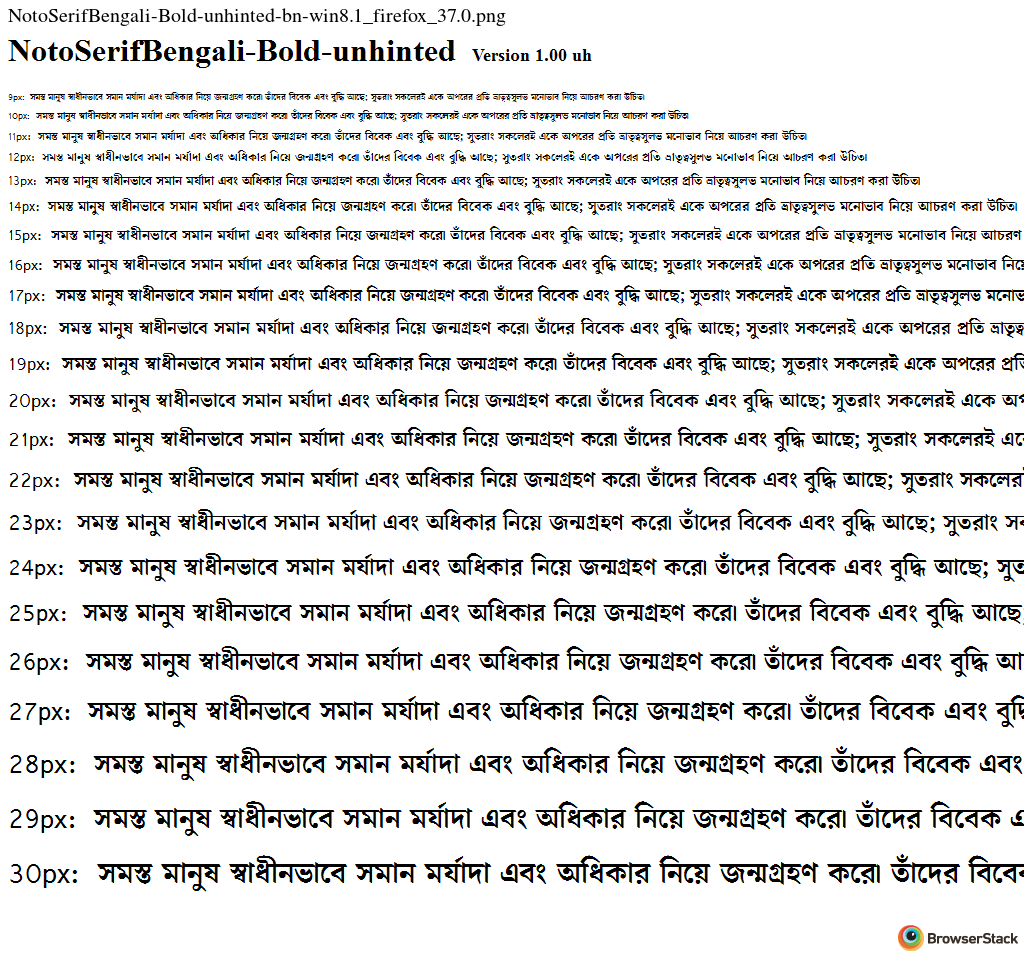 NotoSerifBengali-Bold-unhinted-bn-win8.1_firefox_37.0.png
NotoSerifBengali-Bold-unhinted Version 1.00 uh
9px: সমস্ত মানুষ স্বাধীনভাবে সমান মর্যাদা এবং অধিকার নিয়ে জন্মগ্রহণ করে। তাঁদের বিবেক এবং বুদ্ধি আছে; সুতরাং সকলেরই একে অপরের প্রতি ভ্রাতৃত্বসুলভ মনোভাব নিয়ে আচরণ করা উচিত।
10px: সমস্ত মানুষ স্বাধীনভাবে সমান মর্যাদা এবং অধিকার নিয়ে জন্মগ্রহণ করে। তাঁদের বিবেক এবং বুদ্ধি আছে; সুতরাং সকলেরই একে অপরের প্রতি ভ্রাতৃত্বসুলভ মনোভাব নিয়ে আচরণ করা উচিত।
11px: সমস্ত মানুষ স্বাধীনভাবে সমান মর্যাদা এবং অধিকার নিয়ে জন্মগ্রহণ করে। তাঁদের বিবেক এবং বুদ্ধি আছে; সুতরাং সকলেরই একে অপরের প্রতি ভ্রাতৃত্বসুলভ মনোভাব নিয়ে আচরণ করা উচিত।
12px: সমস্ত মানুষ স্বাধীনভাবে সমান মর্যাদা এবং অধিকার নিয়ে জন্মগ্রহণ করে। তাঁদের বিবেক এবং বুদ্ধি আছে; সুতরাং সকলেরই একে অপরের প্রতি ভ্রাতৃত্বসুলভ মনোভাব নিয়ে আচরণ করা উচিত।
13px: সমস্ত মানুষ স্বাধীনভাবে সমান মর্যাদা এবং অধিকার নিয়ে জন্মগ্রহণ করে। তাঁদের বিবেক এবং বুদ্ধি আছে; সুতরাং সকলেরই একে অপরের প্রতি ভ্রাতৃত্বসুলভ মনোভাব নিয়ে আচরণ করা উচিত।
14px: সমস্ত মানুষ স্বাধীনভাবে সমান মর্যাদা এবং অধিকার নিয়ে জন্মগ্রহণ করে। তাঁদের বিবেক এবং বুদ্ধি আছে; সুতরাং সকলেরই একে অপরের প্রতি ভ্রাতৃত্বসুলভ মনোভাব নিয়ে আচরণ করা উচিত।
15px: সমস্ত মানুষ স্বাধীনভাবে সমান মর্যাদা এবং অধিকার নিয়ে জন্মগ্রহণ করে। তাঁদের বিবেক এবং বুদ্ধি আছে; সুতরাং সকলেরই একে অপরের প্রতি ভ্রাতৃত্বসুলভ মনোভাব নিয়ে আচরণ
16px: সমস্ত মানুষ স্বাধীনভাবে সমান মর্যাদা এবং অধিকার নিয়ে জন্মগ্রহণ করে। তাঁদের বিবেক এবং বুদ্ধি আছে; সুতরাং সকলেরই একে অপরের প্রতি ভ্রাতৃত্বসুলভ মনোভাব
17px: সমস্ত মানুষ স্বাধীনভাবে সমান মর্যাদা এবং অধিকার নিয়ে জন্মগ্রহণ করে। তাঁদের বিবেক এবং বুদ্ধি আছে; সুতরাং সকলেরই একে অপরের প্রতি ভ্রাতৃত্বসুলভ
18px: সমস্ত মানুষ স্বাধীনভাবে সমান মর্যাদা এবং অধিকার নিয়ে জন্মগ্রহণ করে। তাঁদের বিবেক এবং বুদ্ধি আছে; সুতরাং সকলেরই একে অপরের প্রতি
19px: সমস্ত মানুষ স্বাধীনভাবে সমান মর্যাদা এবং অধিকার নিয়ে জন্মগ্রহণ করে। তাঁদের বিবেক এবং বুদ্ধি আছে; সুতরাং সকলেরই একে অপরের
20px: সমস্ত মানুষ স্বাধীনভাবে সমান মর্যাদা এবং অধিকার নিয়ে জন্মগ্রহণ করে। তাঁদের বিবেক এবং বুদ্ধি আছে; সুতরাং সকলেরই একে
21px: সমস্ত মানুষ স্বাধীনভাবে সমান মর্যাদা এবং অধিকার নিয়ে জন্মগ্রহণ করে। তাঁদের বিবেক এবং বুদ্ধি আছে; সুতরাং সকলেরই
22px: সমস্ত মানুষ স্বাধীনভাবে সমান মর্যাদা এবং অধিকার নিয়ে জন্মগ্রহণ করে। তাঁদের বিবেক এবং বুদ্ধি আছে; সুতরাং
23px: সমস্ত মানুষ স্বাধীনভাবে সমান মর্যাদা এবং অধিকার নিয়ে জন্মগ্রহণ করে। তাঁদের বিবেক এবং বুদ্ধি আছে; সুতরাং
24px: সমস্ত মানুষ স্বাধীনভাবে সমান মর্যাদা এবং অধিকার নিয়ে জন্মগ্রহণ করে। তাঁদের বিবেক এবং বুদ্ধি আছে;
25px: সমস্ত মানুষ স্বাধীনভাবে সমান মর্যাদা এবং অধিকার নিয়ে জন্মগ্রহণ করে। তাঁদের বিবেক এবং বুদ্ধি আছে;
26px: সমস্ত মানুষ স্বাধীনভাবে সমান মর্যাদা এবং অধিকার নিয়ে জন্মগ্রহণ করে। তাঁদের বিবেক এবং বুদ্ধি
27px: সমস্ত মানুষ স্বাধীনভাবে সমান মর্যাদা এবং অধিকার নিয়ে জন্মগ্রহণ করে। তাঁদের বিবেক এবং
28px: সমস্ত মানুষ স্বাধীনভাবে সমান মর্যাদা এবং অধিকার নিয়ে জন্মগ্রহণ করে। তাঁদের বিবেক এবং
29px: সমস্ত মানুষ স্বাধীনভাবে সমান মর্যাদা এবং অধিকার নিয়ে জন্মগ্রহণ করে। তাঁদের বিবেক
30px: সমস্ত মানুষ স্বাধীনভাবে সমান মর্যাদা এবং অধিকার নিয়ে জন্মগ্রহণ করে। তাঁদের
BrowserStack